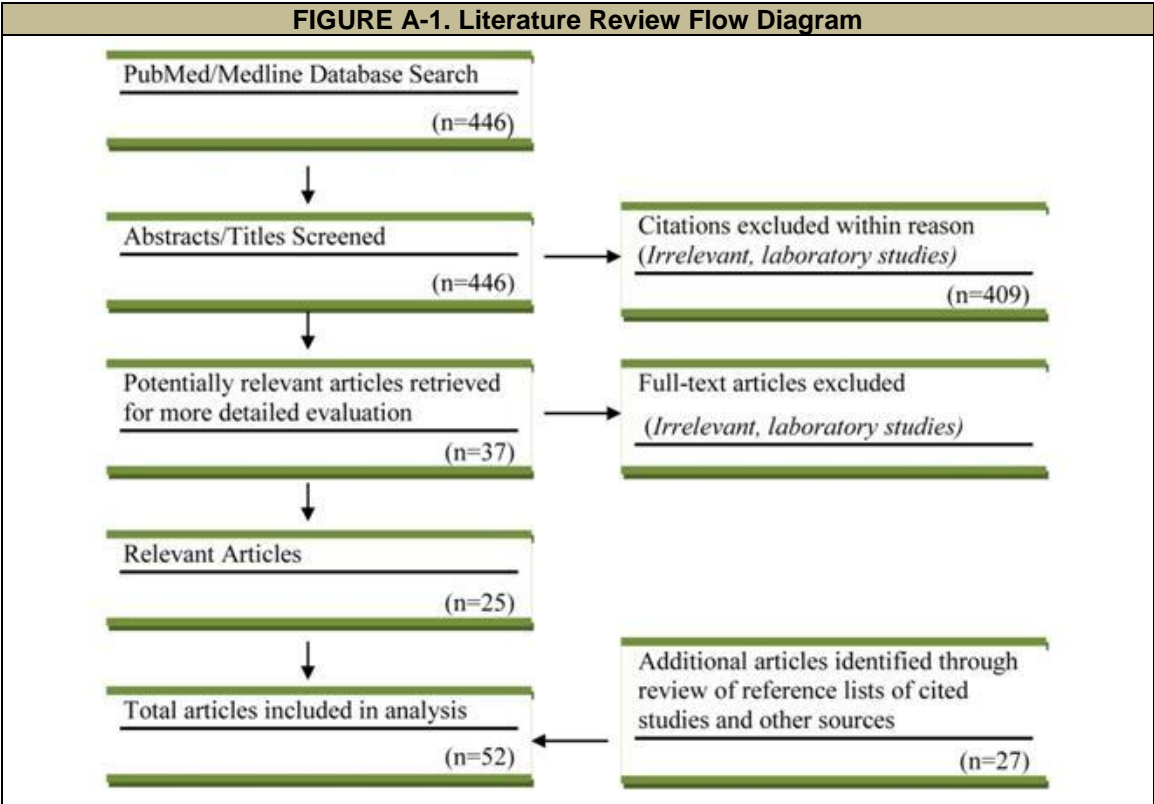 FIGURE A-1. Literature Review Flow Diagram
PubMed/Medline Database Search
(n=446)
Abstracts/Titles Screened
(n=446)
Citations excluded within reason
(Irrelevant, laboratory studies)
(n=409)
Potentially relevant articles retrieved
for more detailed evaluation
(n=37)
Full-text articles excluded
(Irrelevant, laboratory studies)
Relevant Articles
(n=25)
Additional articles identified through
review of reference lists of cited
studies and other sources
(n=27)
Total articles included in analysis
(n=52)